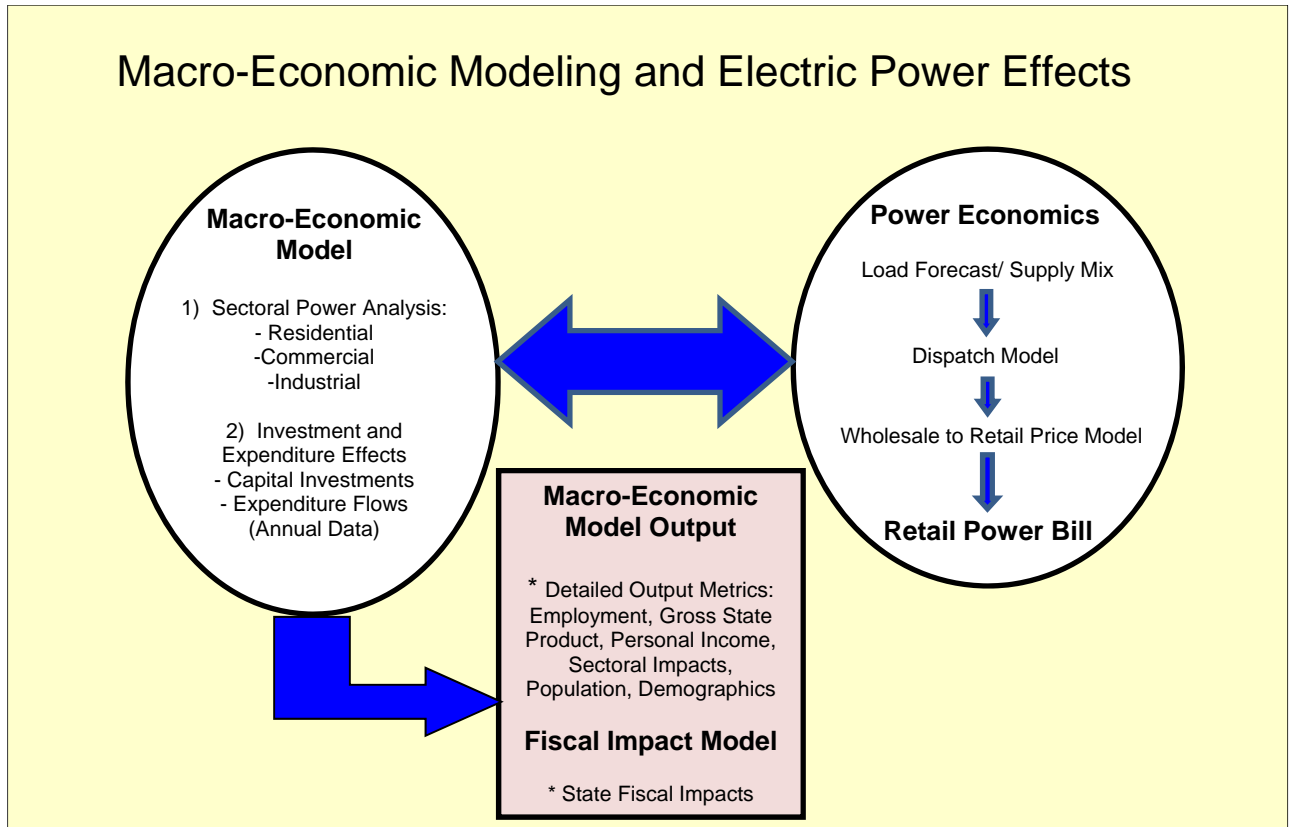 Macro-Economic Modeling and Electric Power Effects
Macro-Economic
Model
1) Sectoral Power Analysis:
- Residential
-Commercial
-Industrial
2) Investment and
Expenditure Effects
- Capital Investments
- Expenditure Flows
(Annual Data)
Power Economics
Load Forecast/ Supply Mix
Dispatch Model
Wholesale to Retail Price Model
Retail Power Bill
Macro-Economic
Model Output
* Detailed Output Metrics:
Employment, Gross State
Product, Personal Income,
Sectoral Impacts,
Population, Demographics
Fiscal Impact Model
* State Fiscal Impacts